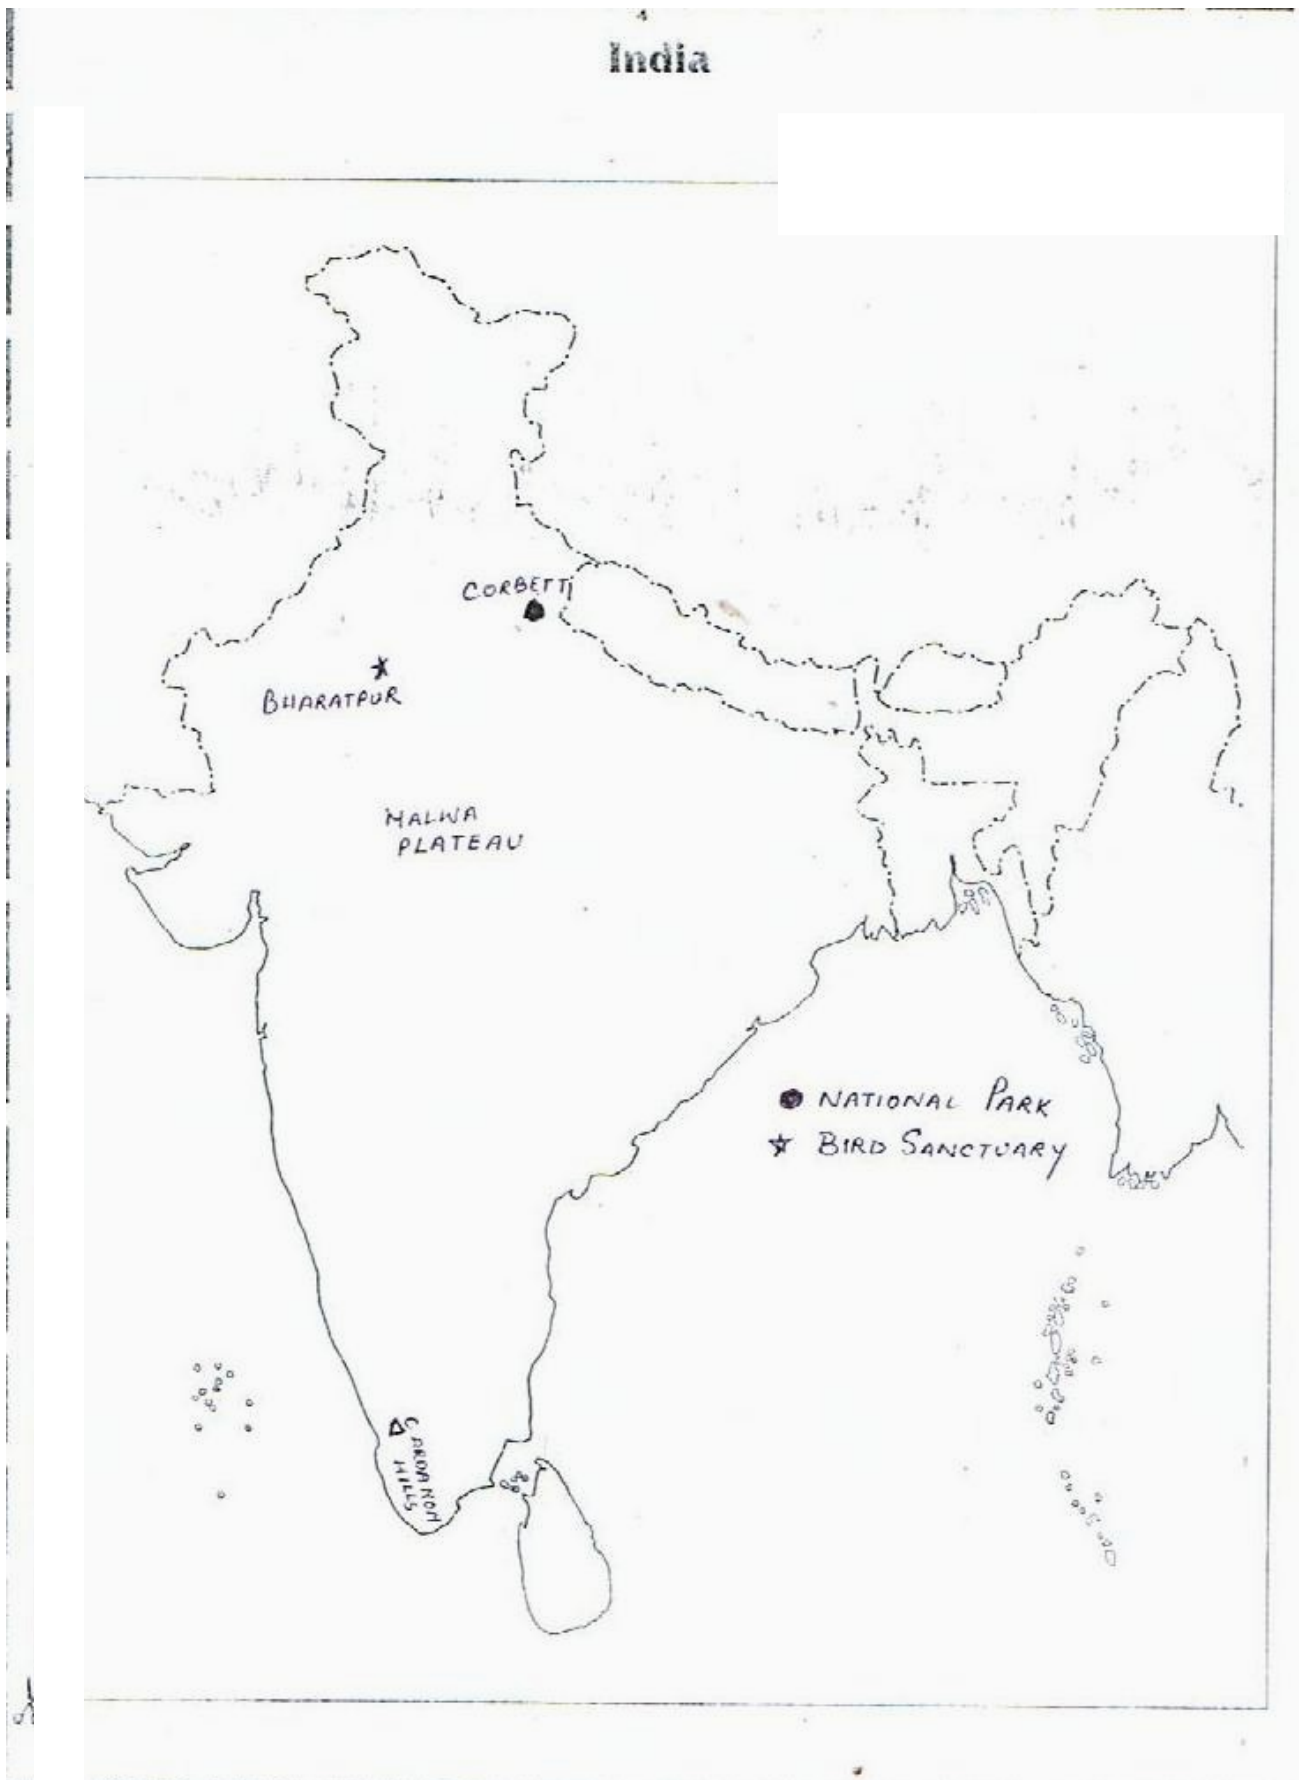 India
CORBETT
BHARATPUR
MALWA
PLATEAU
NATIONAL PARK
BIRD SANCTUARY
CARDAMOM
HILLS